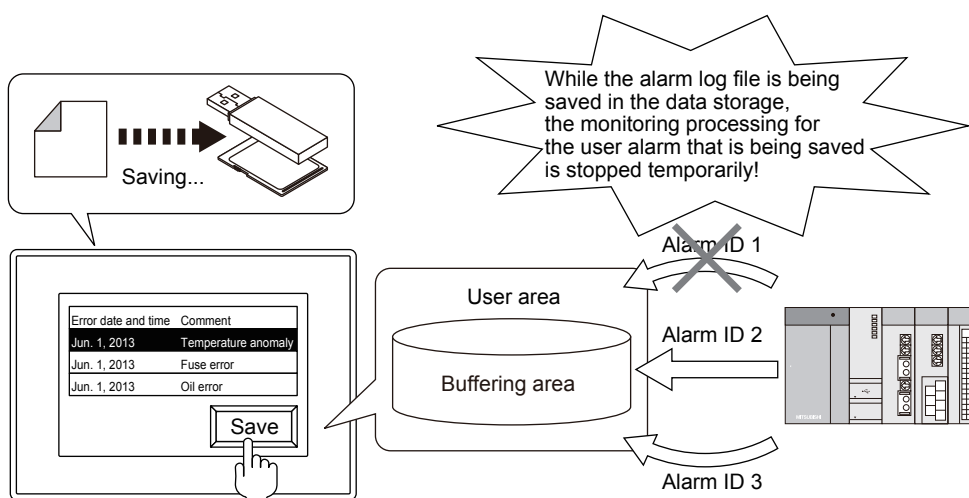 While the alarm log file is being
saved in the data storage,
the monitoring processing for
the user alarm that is being saved
is stopped temporarily!
Saving...
Alarm ID 1
User area
Error date and time Comment
Jun. 1, 2013 Temperature anomaly
Jun. 1, 2013 Fuse error
Jun. 1, 2013 Oil error
Alarm ID 2
Buffering area
Save
MITSUBISHI
Alarm ID 3